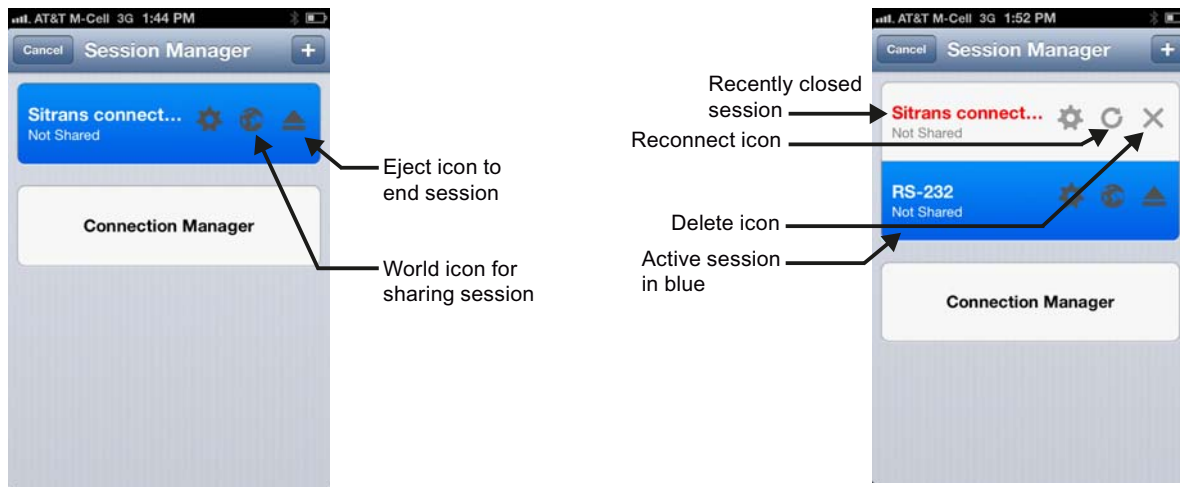 AT&T M-Cell 3G 1:44 PM
Cancel Session Manager +
Sitrans connect...
Not Shared
Connection Manager
Eject icon to
end session
World icon for
sharing session
AT&T M-Cell 3G 1:52 PM
Cancel Session Manager +
Recently closed
session
Reconnect icon
Sitrans connect...
Not Shared
RS-232
Not Shared
Delete icon
Active session
in blue
Connection Manager